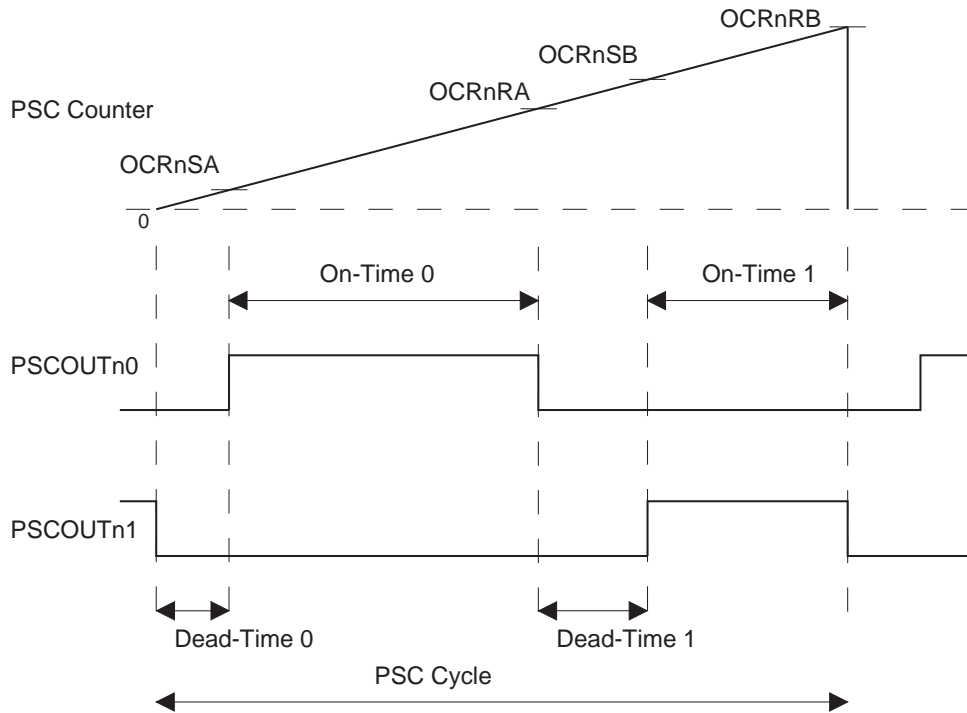 OCRnRB
OCRnSB
OCRnRA
PSC Counter
OCRnSA
0
On-Time 0
On-Time 1
PSCOUTn0
PSCOUTn1
Dead-Time 0
Dead-Time 1
PSC Cycle